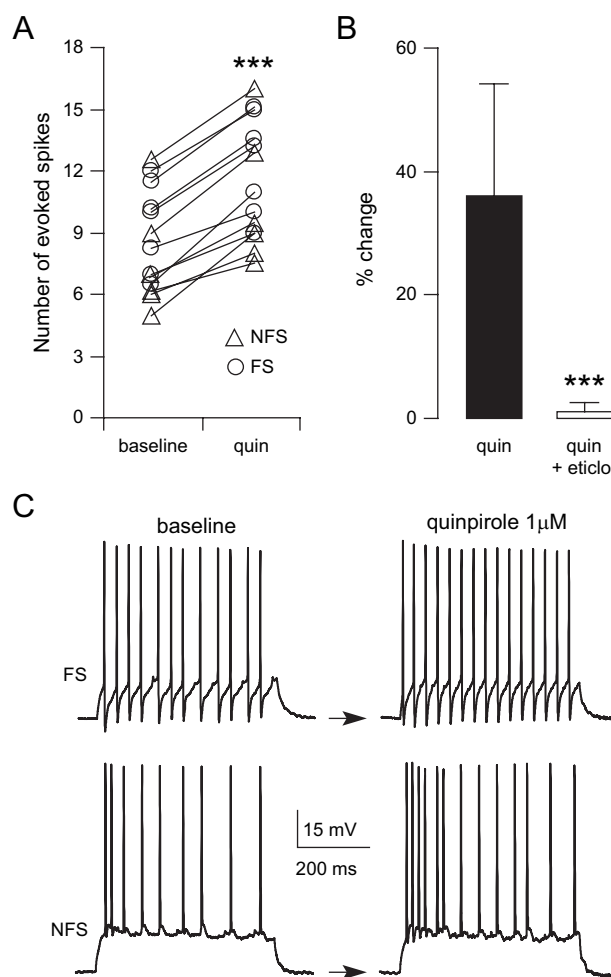 A
18
15
12
9
6
3
0
Number of evoked spikes
***
△ NFS
○ FS
baseline
quin
B
60
40
20
0
% change
***
quin
quin
+ eticlo
C
baseline
quinpirole 1μM
FS
15 mV
200 ms
NFS